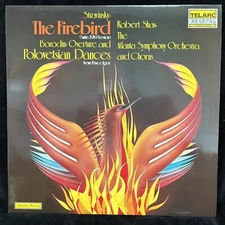 Stravinsky
The Firebird
(Suite, 1919 Version)
Borodin: Overture and
Polovetsian Dances
from Prince Igor
Robert Shaw
The
Atlanta Symphony Orchestra
and Chorus
TELARC